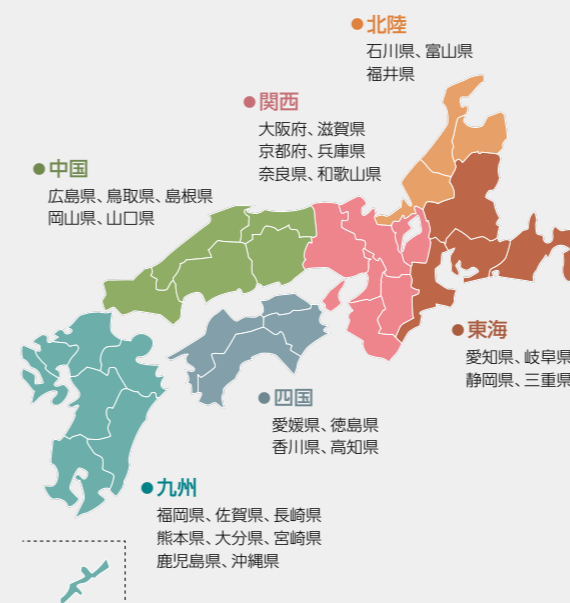 北陸
石川県、富山県
福井県
関西
大阪府、滋賀県
京都府、兵庫県
奈良県、和歌山県
中国
広島県、鳥取県、島根県
岡山県、山口県
東海
愛知県、岐阜県
静岡県、三重県
四国
愛媛県、徳島県
香川県、高知県
九州
福岡県、佐賀県、長崎県
熊本県、大分県、宮崎県
鹿児島県、沖縄県